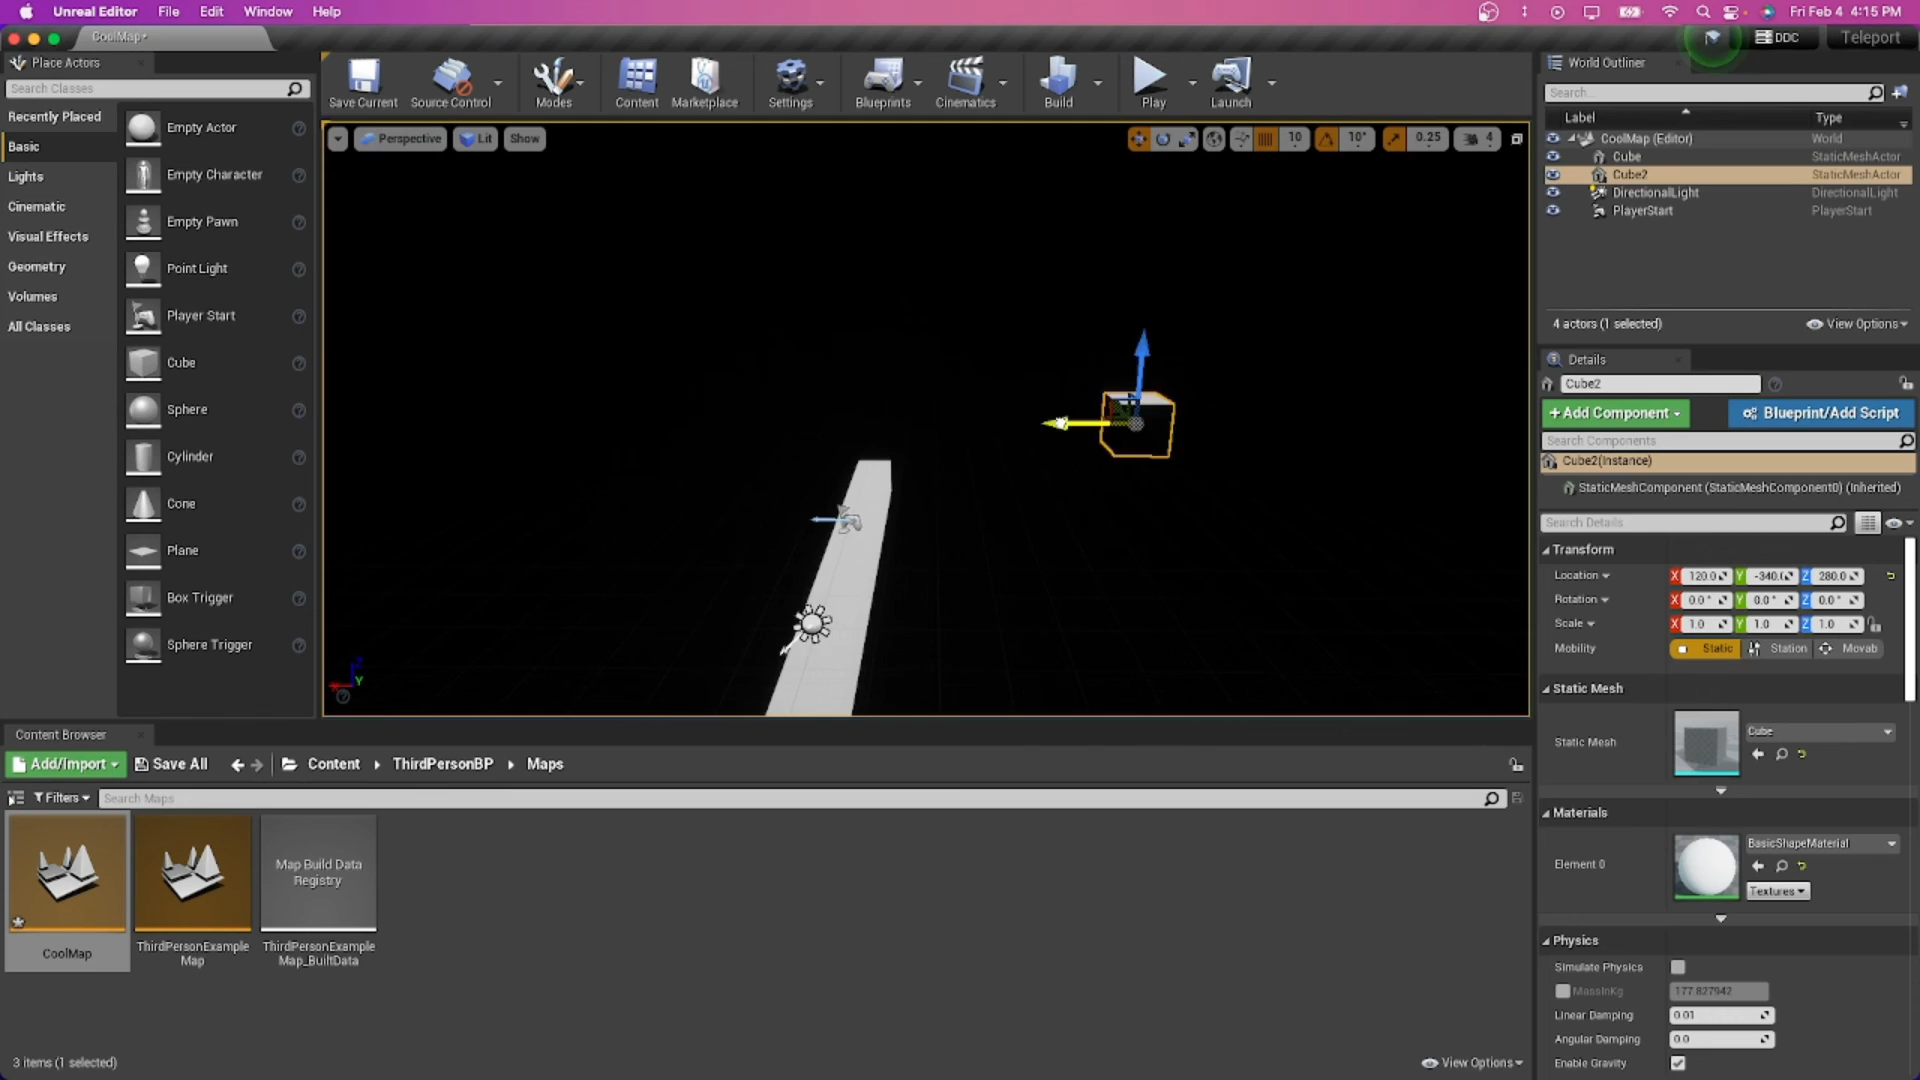 Unreal Editor File Edit Window Help
Fri Feb 4 4:15 PM
CoolMap*
DDC
Teleport
Place Actors
Search Classes
Recently Placed
Basic
Lights
Cinematic
Visual Effects
Geometry
Volumes
All Classes
Empty Actor
Empty Character
Empty Pawn
Point Light
Player Start
Cube
Sphere
Cylinder
Cone
Plane
Box Trigger
Sphere Trigger
Save Current
Source Control
Modes
Content
Marketplace
Settings
Blueprints
Cinematics
Build
Play
Launch
Perspective
Lit
Show
10
10°
0.25
4
Z
X
Y
World Outliner
Search...
Label Type
CoolMap (Editor) World
Cube StaticMeshActor
Cube2 StaticMeshActor
DirectionalLight DirectionalLight
PlayerStart PlayerStart
4 actors (1 selected)
View Options
Details
Cube2
+Add Component
Blueprint/Add Script
Search Components
Cube2(Instance)
StaticMeshComponent (StaticMeshComponent0) (Inherited)
Search Details
Transform
Location X 120.0 Y -340.( Z 280.0
Rotation X 0.0° Y 0.0° Z 0.0°
Scale X 1.0 Y 1.0 Z 1.0
Mobility Static Station Movab
Static Mesh
Static Mesh
Cube
Materials
Element 0
BasicShapeMaterial
Textures
Physics
Simulate Physics
MassInKg 177.827942
Linear Damping 0.01
Angular Damping 0.0
Enable Gravity
Content Browser
Add/Import Save All Content ThirdPersonBP Maps
Filters Search Maps
CoolMap
ThirdPersonExample
Map
Map Build Data
Registry
ThirdPersonExample
Map_BuiltData
3 items (1 selected)
View Options